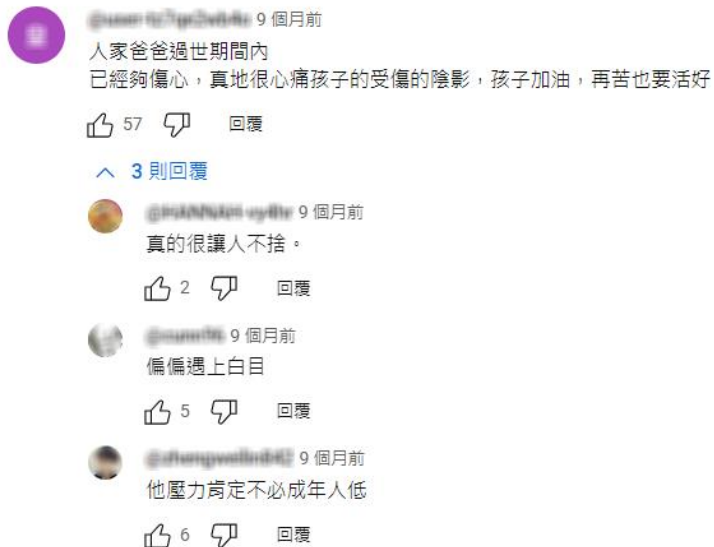 9 個月前
人家爸爸過世期間內
已經夠傷心，真地很心痛孩子的受傷的陰影，孩子加油，再苦也要活好
57 回覆
3 則回覆
9 個月前
真的很讓人不捨。
2 回覆
9 個月前
偏偏遇上白目
5 回覆
9 個月前
他壓力肯定不必成年人低
6 回覆